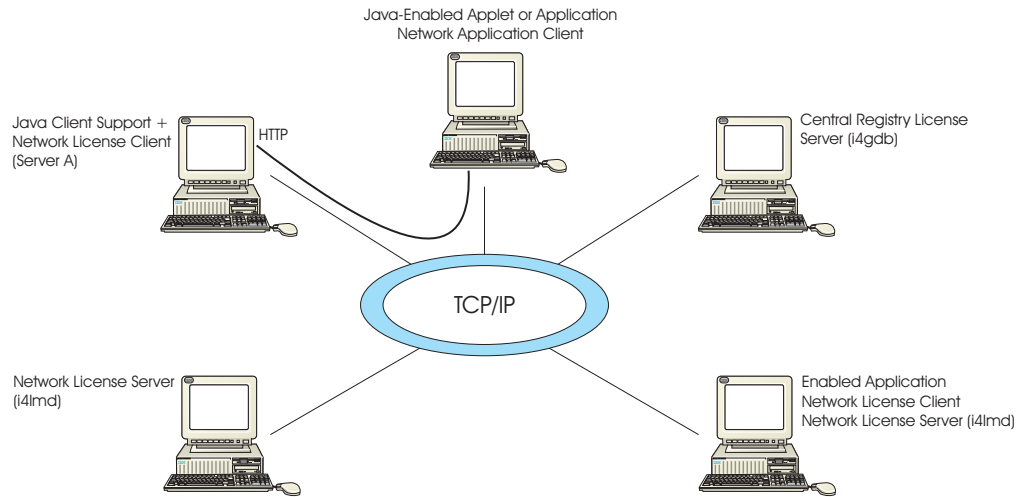 Java-Enabled Applet or Application
Network Application Client
Java Client Support +
Network License Client
(Server A)
HTTP
Central Registry License
Server (i4gdb)
TCP/IP
Network License Server
(i4lmd)
Enabled Application
Network License Client
Network License Server (i4lmd)